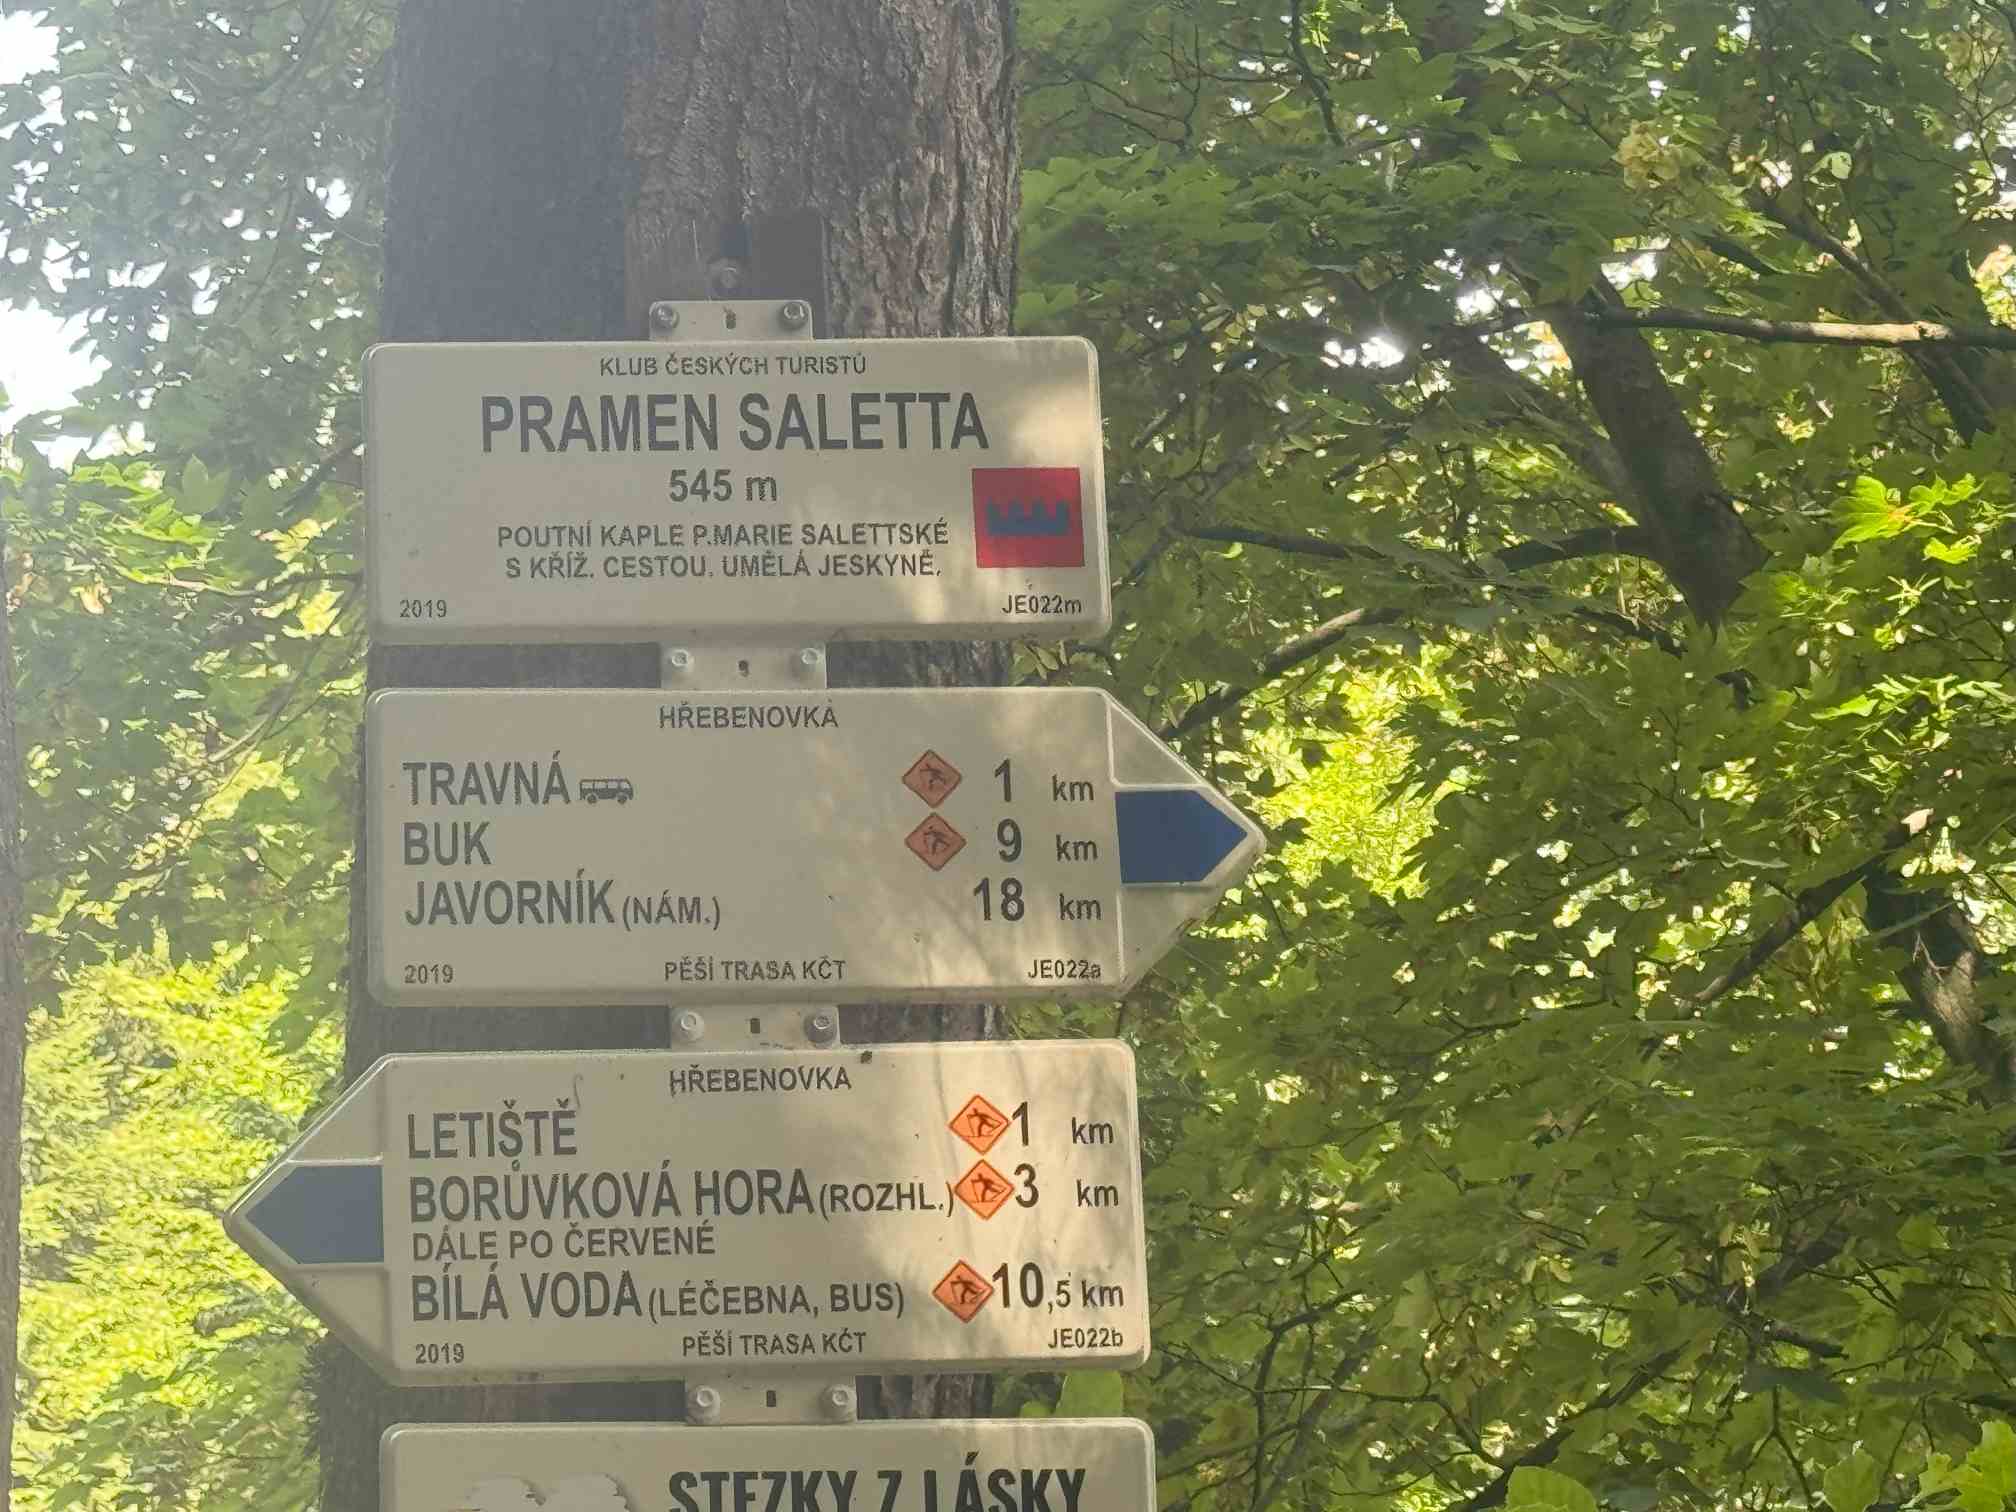 KLUB ČESKÝCH TURISTŮ
PRAMEN SALETTA
545 m
POUTNÍ KAPLE P.MARIE SALETTSKÉ
S KŘÍŽ. CESTOU. UMĚLÁ JESKYNĚ,
2019 JE022m
HŘEBENOVKA
TRAVNÁ 1 km
BUK 9 km
JAVORNÍK (NÁM.) 18 km
2019 PĚŠÍ TRASA KČT JE022a
HŘEBENOVKA
LETIŠTĚ 1 km
BORŮVKOVÁ HORA (ROZHL.) 3 km
DÁLE PO ČERVENÉ
BÍLÁ VODA (LÉČEBNA, BUS) 10,5 km
2019 PĚŠÍ TRASA KČT JE022b
STEZKY Z LÁSKY